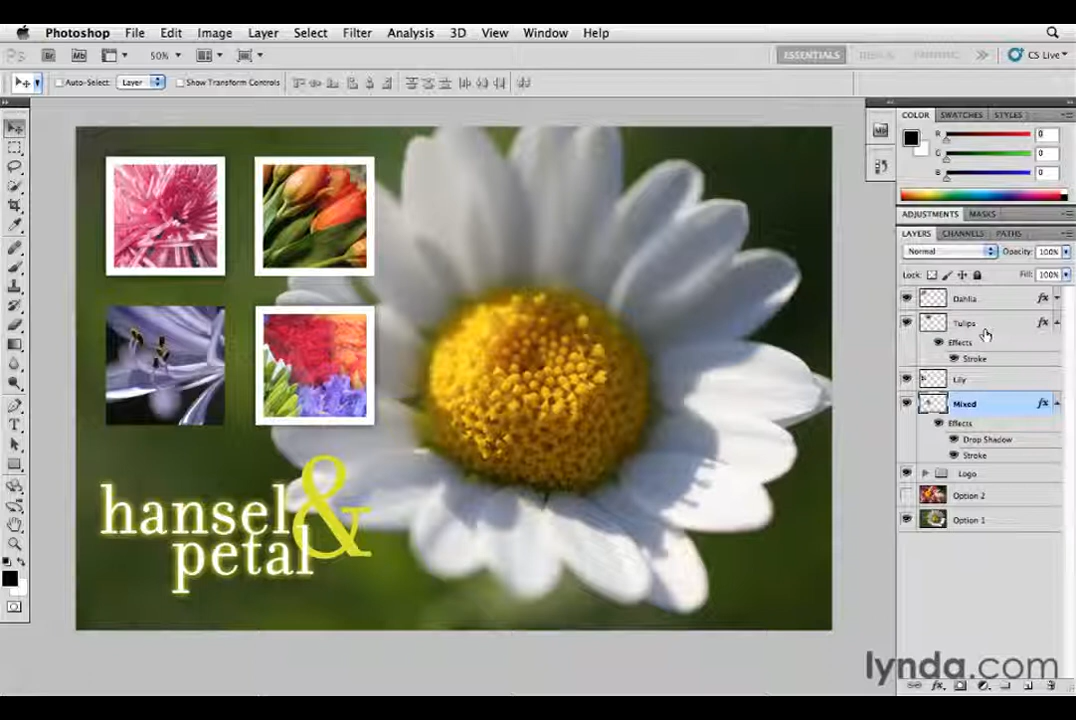 Photoshop File Edit Image Layer Select Filter Analysis 3D View Window Help
Ps Br Mb 50% ESSENTIALS CS Live
Auto-Select: Layer Show Transform Controls
COLOR SWATCHES STYLES
R 0
G 0
B 0
ADJUSTMENTS MASKS
LAYERS CHANNELS PATHS
Normal Opacity: 100%
Lock: Fill: 100%
Dahlia fx
Tulips fx
Effects
Stroke
Lily
Mixed fx
Effects
Drop Shadow
Stroke
Logo
Option 2
Option 1
hansel &
petal
lynda.com